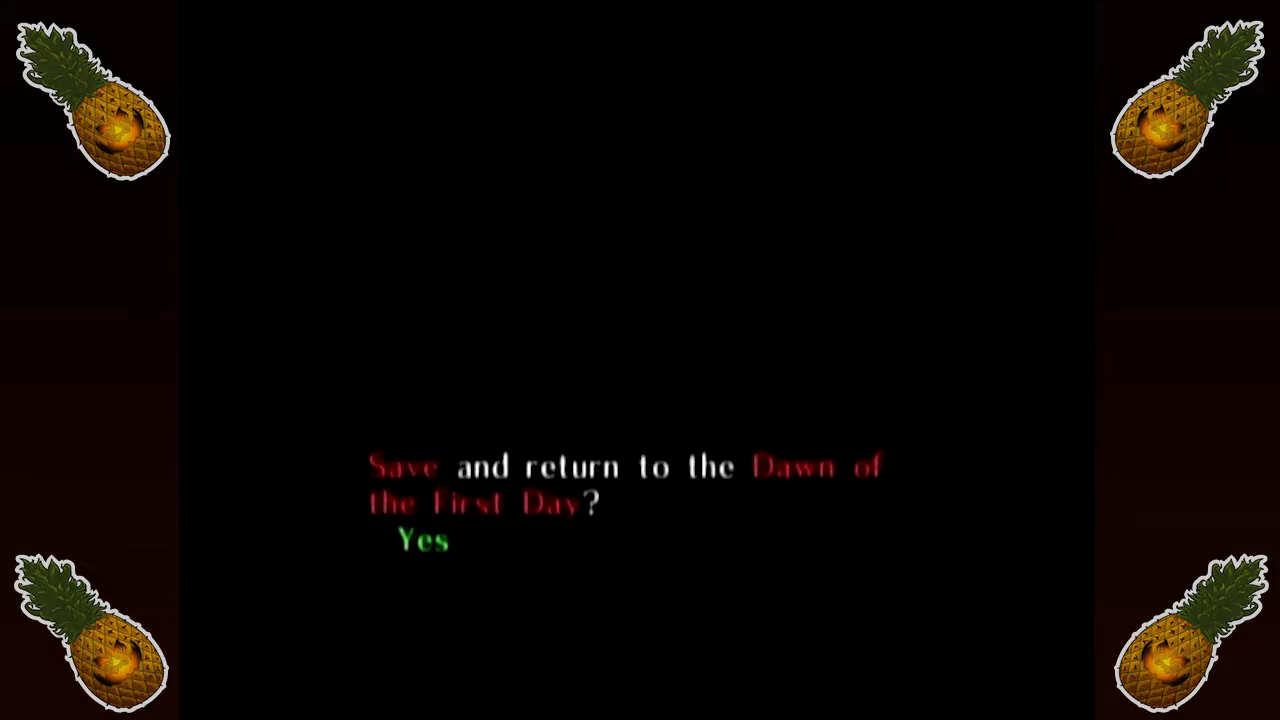 Save and return to the Dawn of
the First Day?
Yes